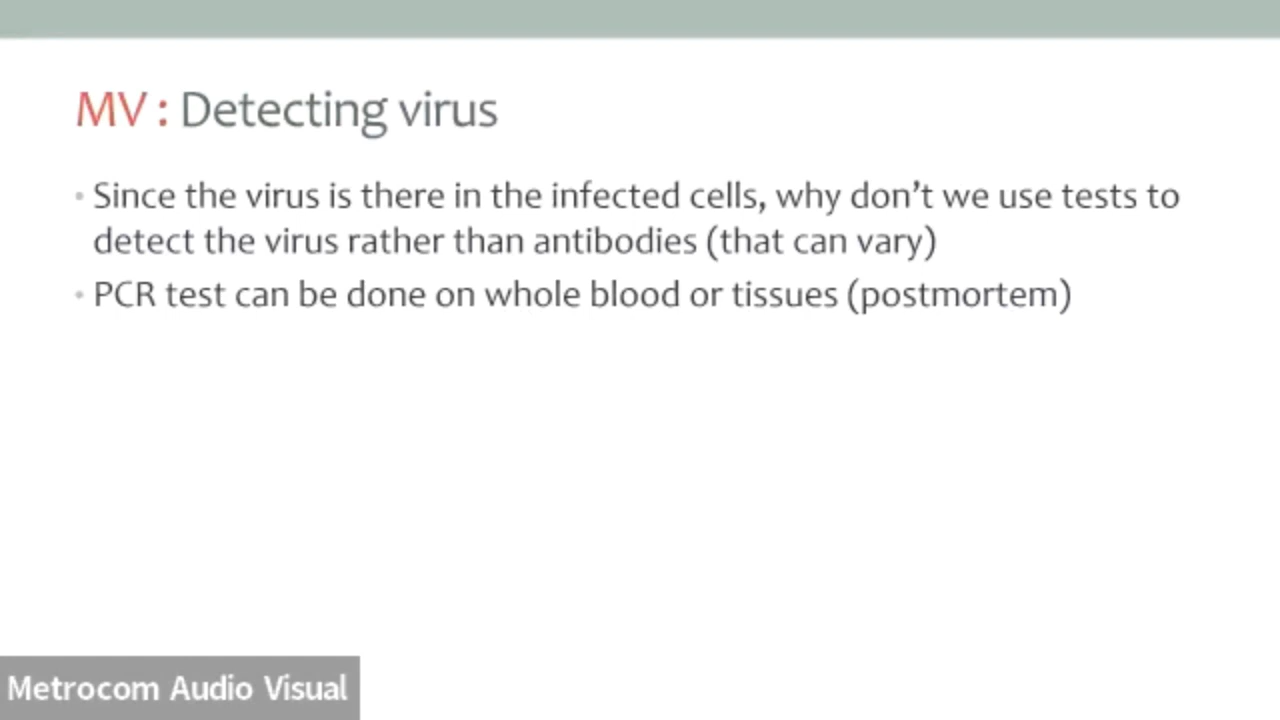 MV : Detecting virus
• Since the virus is there in the infected cells, why don’t we use tests to
detect the virus rather than antibodies (that can vary)
• PCR test can be done on whole blood or tissues (postmortem)
Metrocom Audio Visual